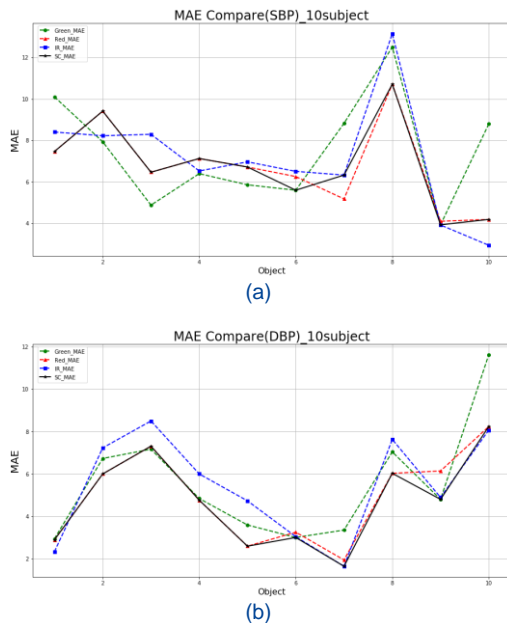 MAE Compare(SBP)_10subject
Green_MAE
Red_MAE
IR_MAE
SC_MAE
12
10
8
6
4
MAE
2 4 6 8 10
Object
(a)
MAE Compare(DBP)_10subject
12
Green_MAE
Red_MAE
IR_MAE
SC_MAE
10
8
6
4
2
MAE
2 4 6 8 10
Object
(b)